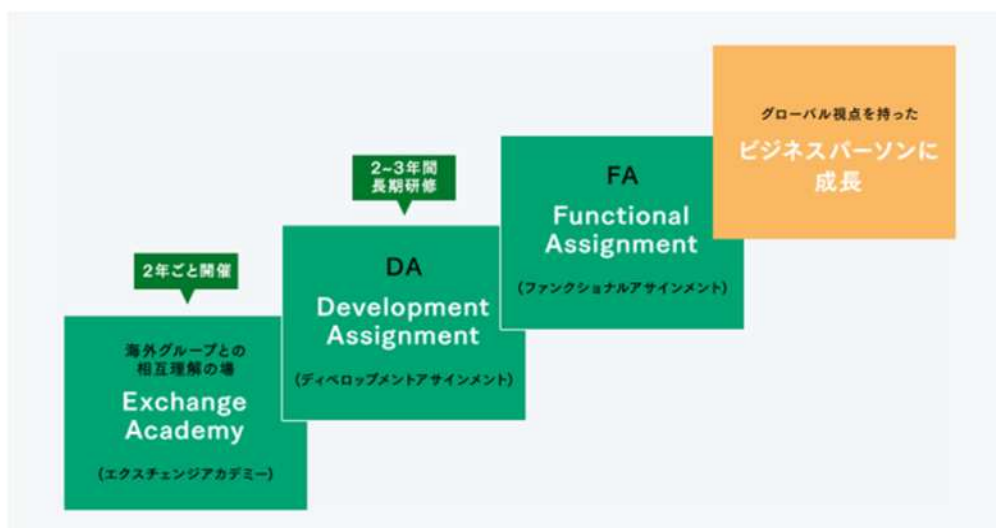 2年ごと開催
海外グループとの
相互理解の場
Exchange
Academy
(エクスチェンジアカデミー)
2~3年間
長期研修
DA
Development
Assignment
(ディベロップメントアサインメント)
FA
Functional
Assignment
(ファンクショナルアサインメント)
グローバル視点を持った
ビジネスパーソンに
成長